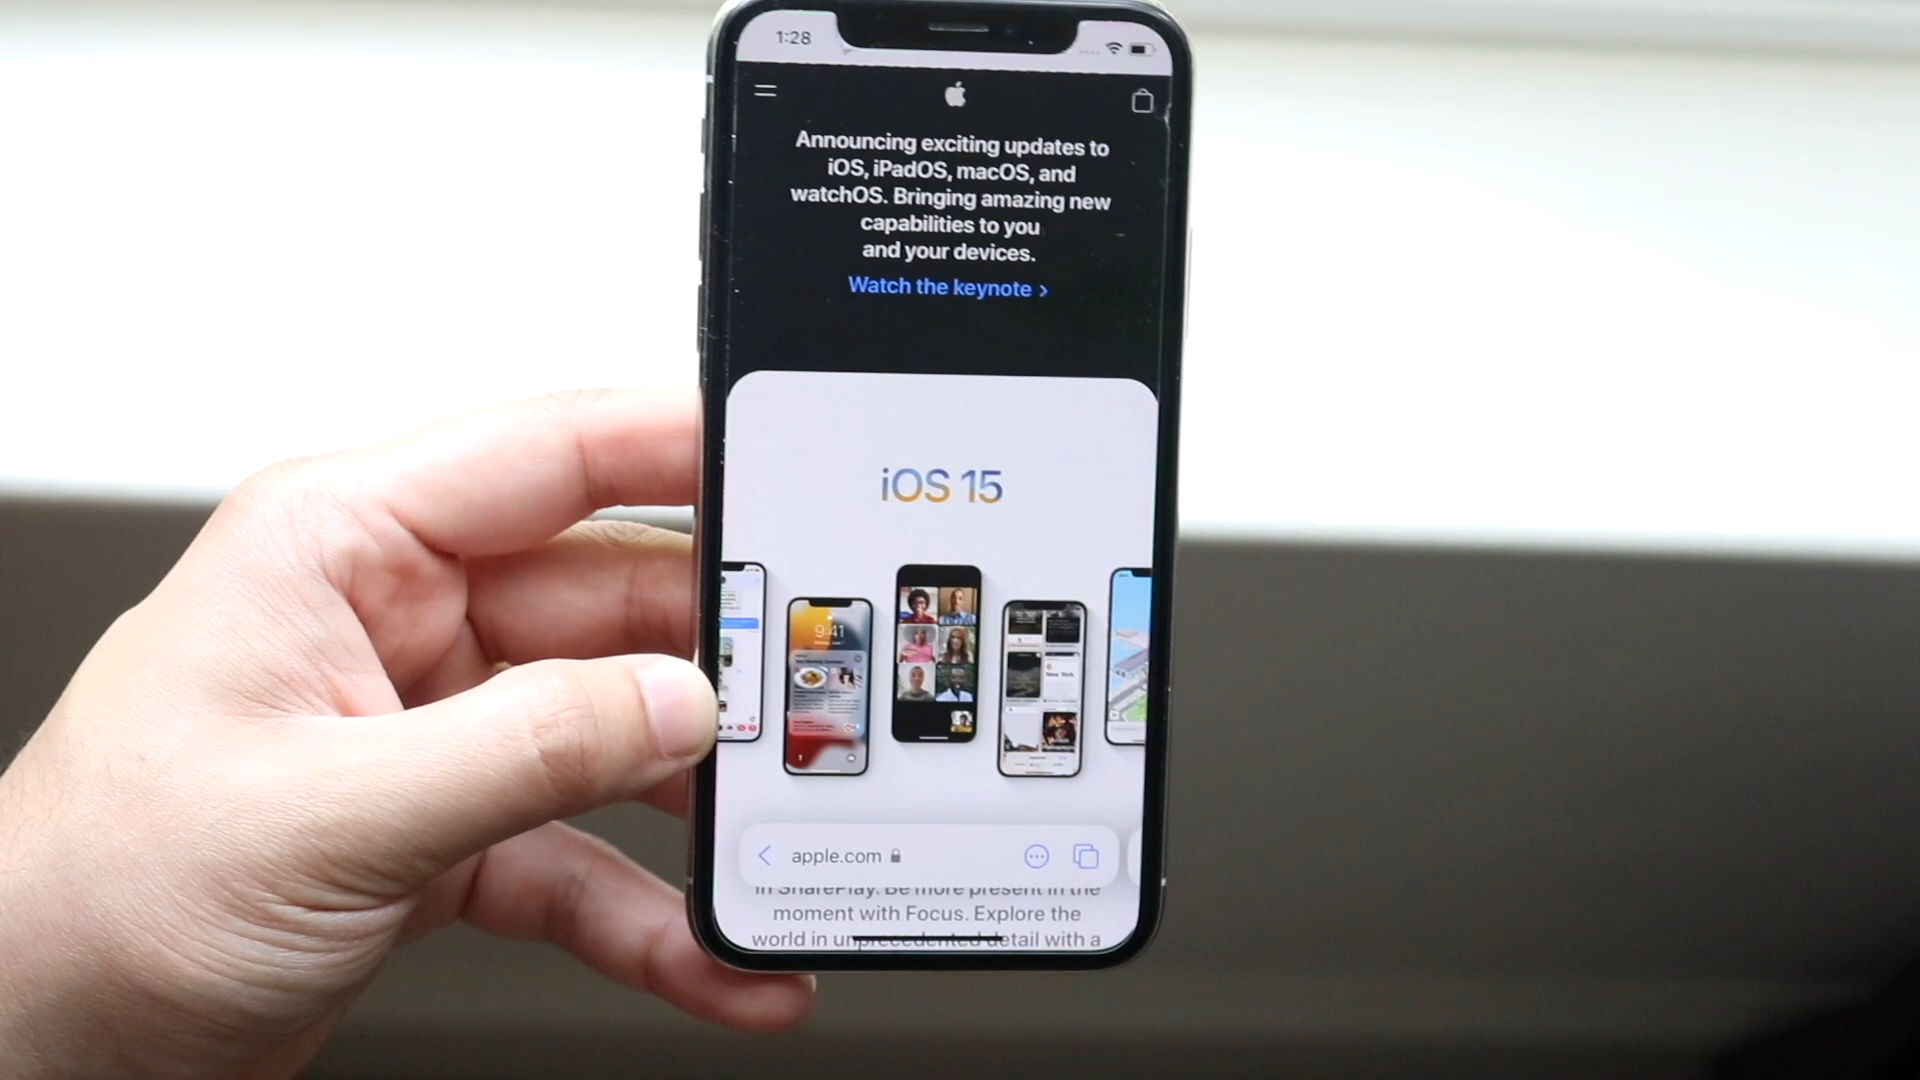 1:28
Announcing exciting updates to
iOS, iPadOS, macOS, and
watchOS. Bringing amazing new
capabilities to you
and your devices.
Watch the keynote >
iOS 15
9:41
New York
apple.com
in SharePlay. Be more present in the
moment with Focus. Explore the
world in unprecedented detail with a